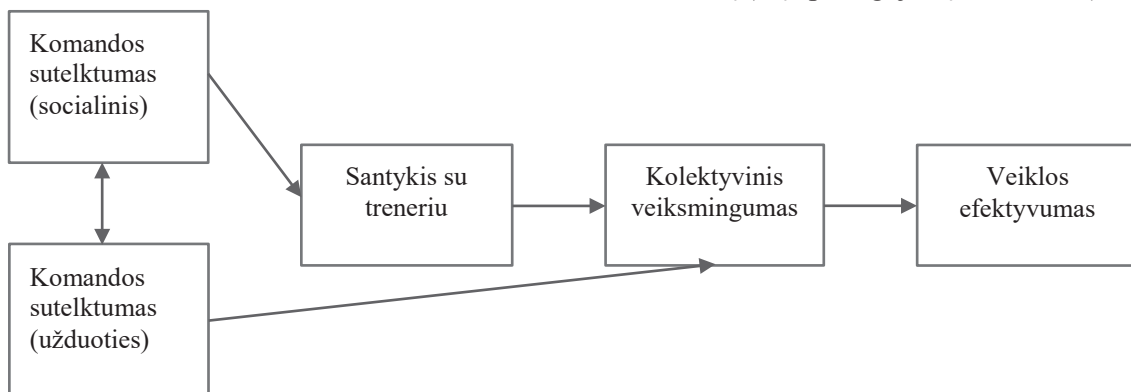 Komandos
sutelktumas
(socialinis)
Santykis su
treneriu
Kolektyvinis
veiksmingumas
Veiklos
efektyvumas
Komandos
sutelktumas
(užduoties)